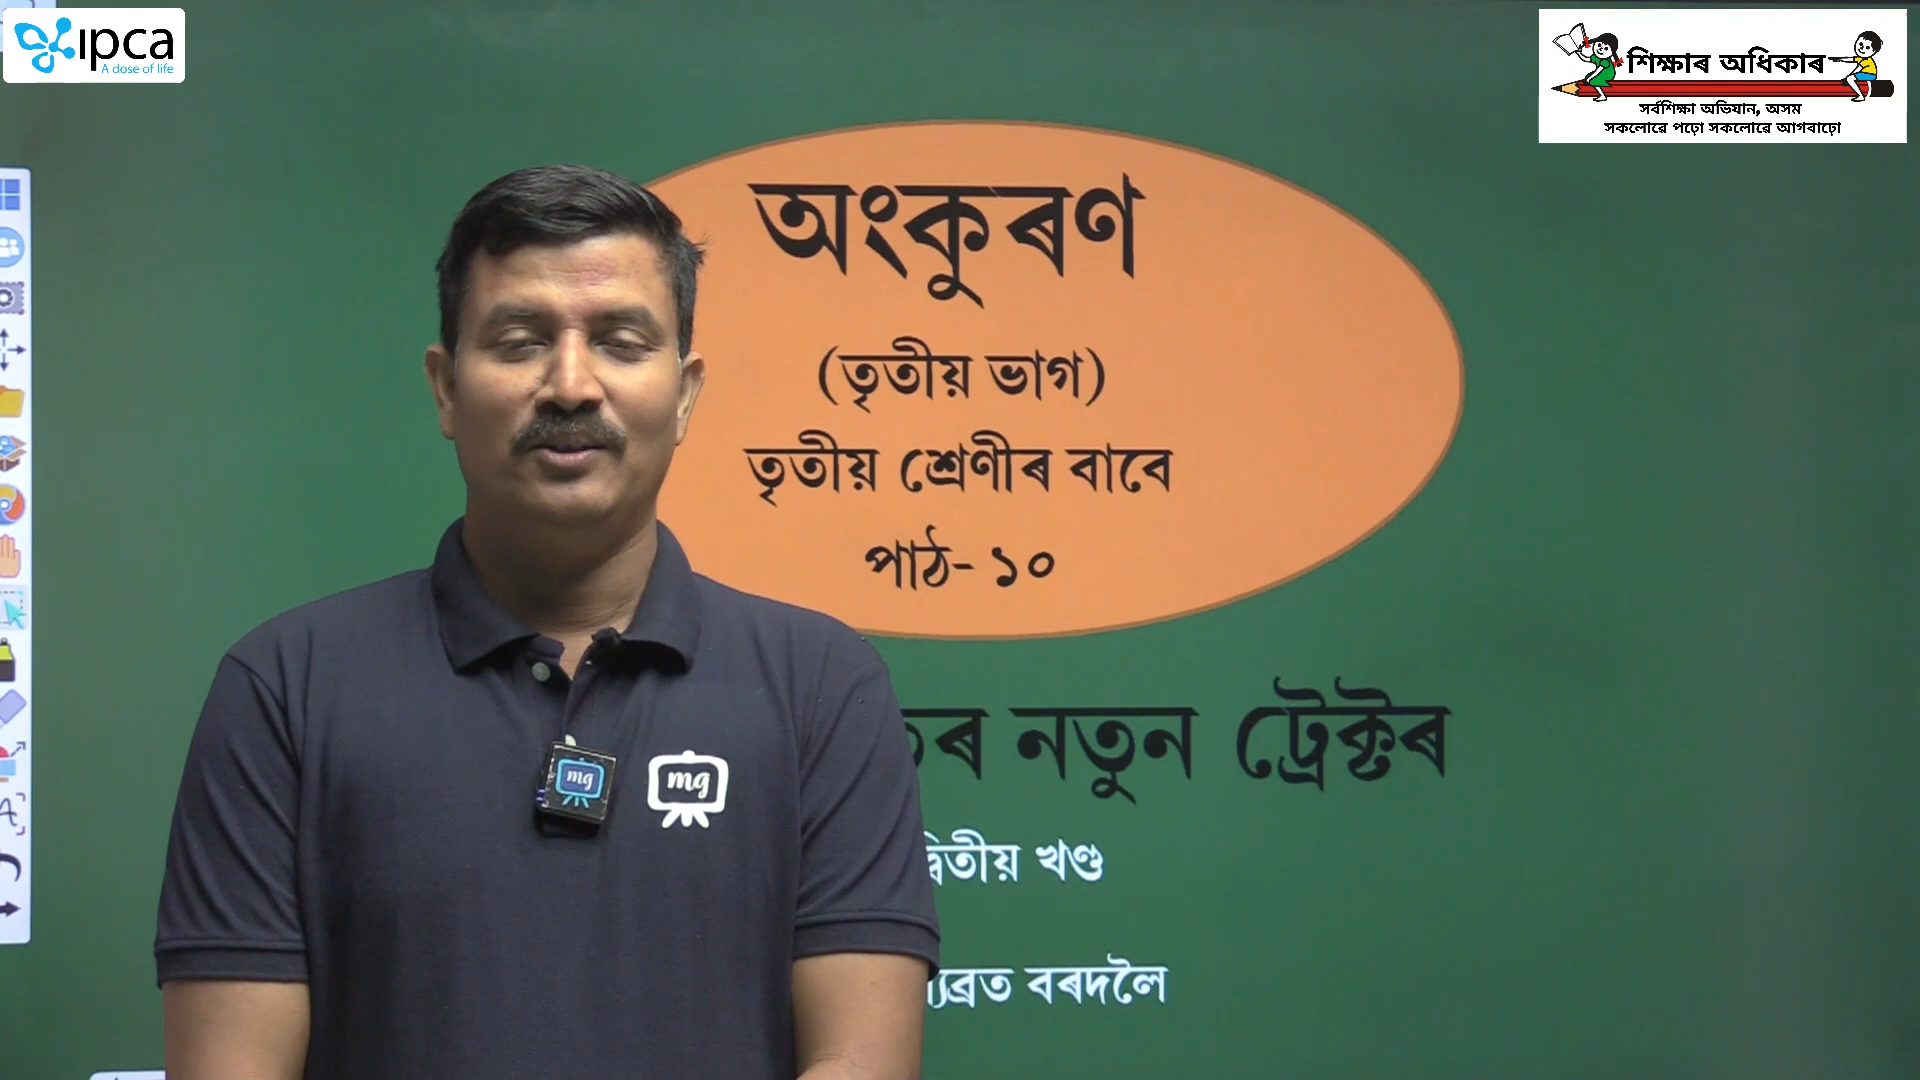 ipca
A dose of life
শিক্ষাৰ অধিকাৰ
সৰ্বশিক্ষা অভিযান, অসম
সকলোৱে পঢ়ো সকলোৱে আগবাঢ়ো
অংকুৰণ
(তৃতীয় ভাগ)
তৃতীয় শ্ৰেণীৰ বাবে
পাঠ- ১০
নতুন ট্ৰেক্টৰ
দ্বিতীয় খণ্ড
বৰদলৈ
mg
mg